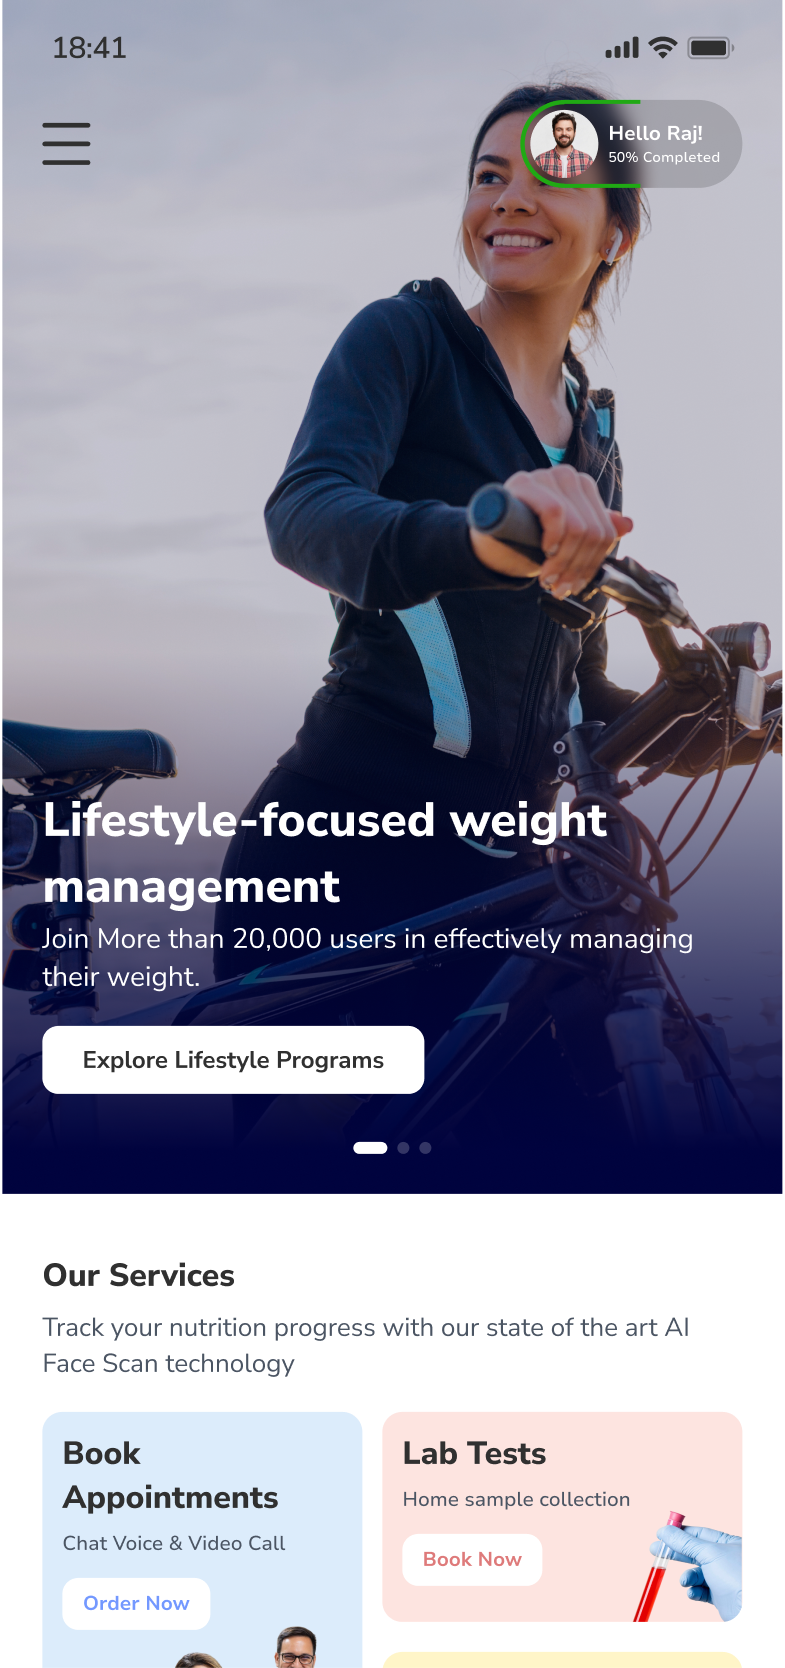 18:41
Hello Raj!
50% Completed
Lifestyle-focused weight
management
Join More than 20,000 users in effectively managing
their weight.
Explore Lifestyle Programs
Our Services
Track your nutrition progress with our state of the art AI
Face Scan technology
Book
Appointments
Chat Voice & Video Call
Order Now
Lab Tests
Home sample collection
Book Now